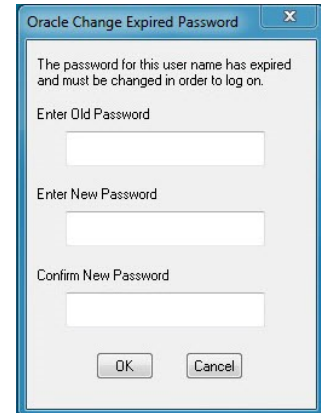 Oracle Change Expired Password
The password for this user name has expired
and must be changed in order to log on.
Enter Old Password
Enter New Password
Confirm New Password
OK Cancel